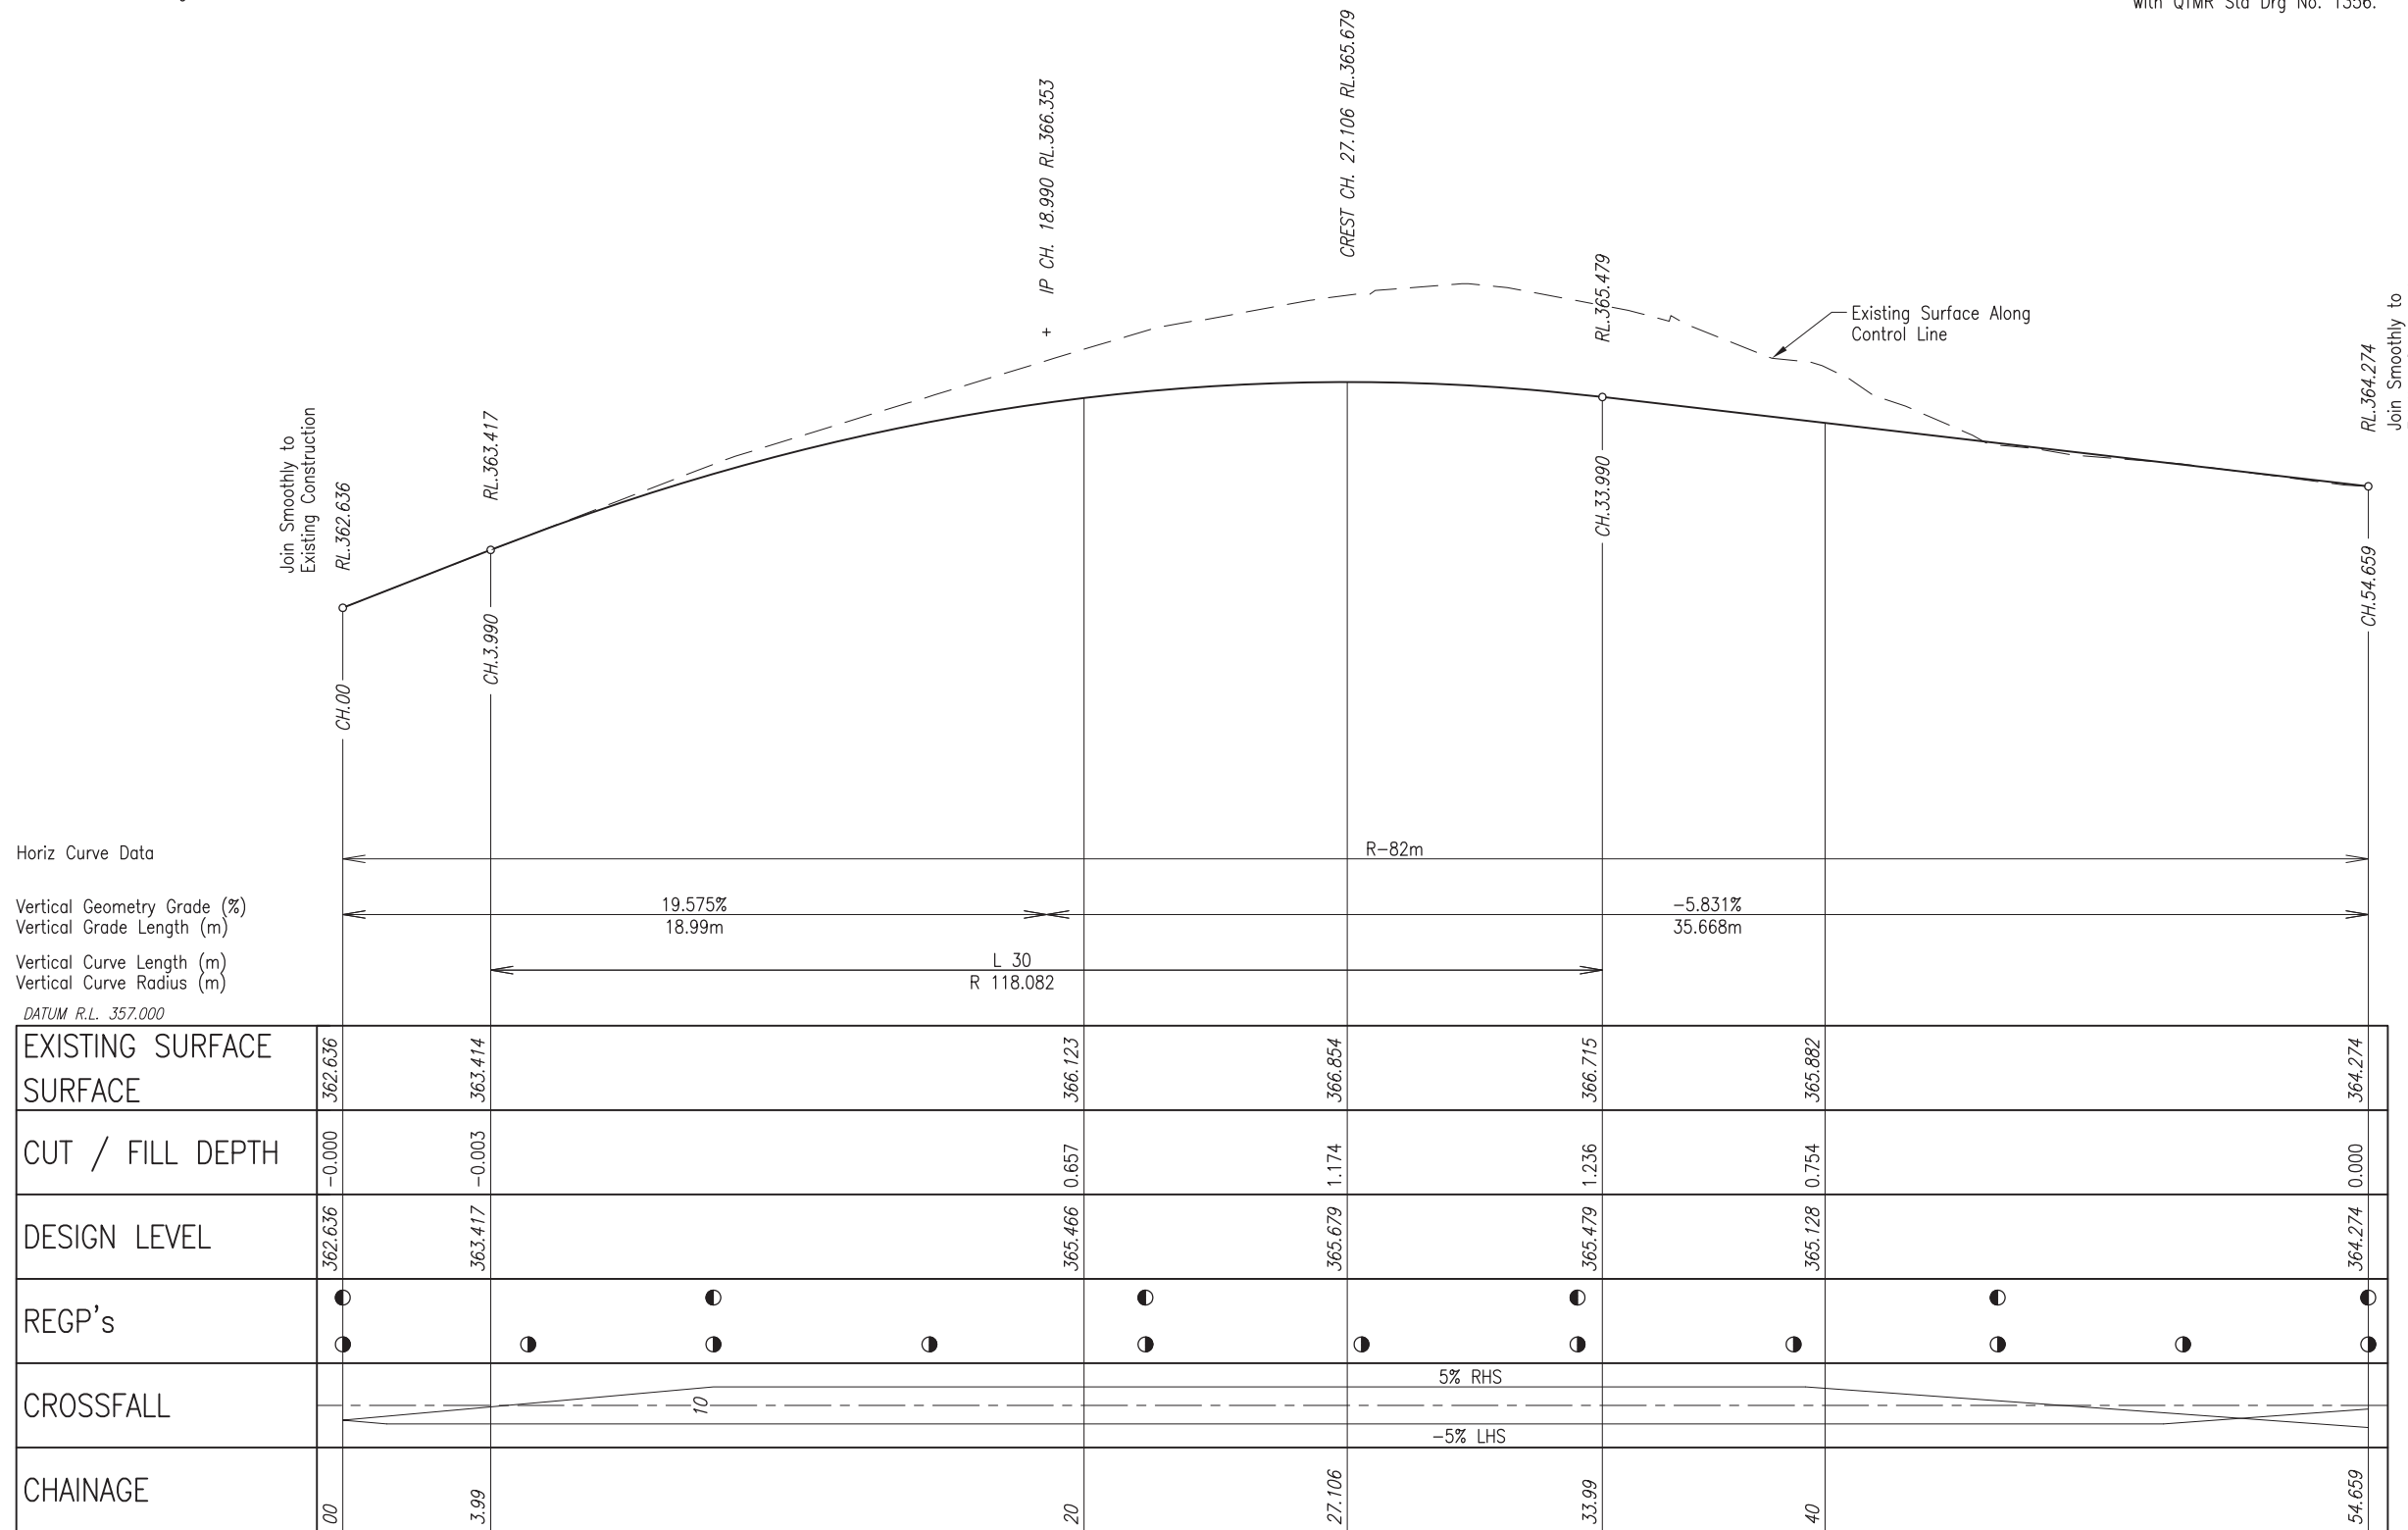 with QTMR Std Drg No. 1356.
IP CH. 18.990 RL.366.353
CREST CH. 27.106 RL.365.679
RL.365.479
Existing Surface Along
Control Line
Join Smoothly to
Existing Construction
RL.362.636
RL.363.417
RL.364.274
Join Smoothly to
CH.00
CH.3.990
CH.33.990
CH.54.659
Horiz Curve Data
R-82m
Vertical Geometry Grade (%)
19.575%
-5.831%
Vertical Grade Length (m)
18.99m
35.668m
Vertical Curve Length (m)
L 30
Vertical Curve Radius (m)
R 118.082
DATUM R.L. 357.000
EXISTING SURFACE
SURFACE
362.636 363.414 366.123 366.854 366.715 365.882 364.274
CUT / FILL DEPTH
-0.000 -0.003 0.657 1.174 1.236 0.754 0.000
DESIGN LEVEL
362.636 363.417 365.466 365.679 365.479 365.128 364.274
REGP's
CROSSFALL
10
5% RHS
-5% LHS
CHAINAGE
00 3.99 20 27.106 33.99 40 54.659